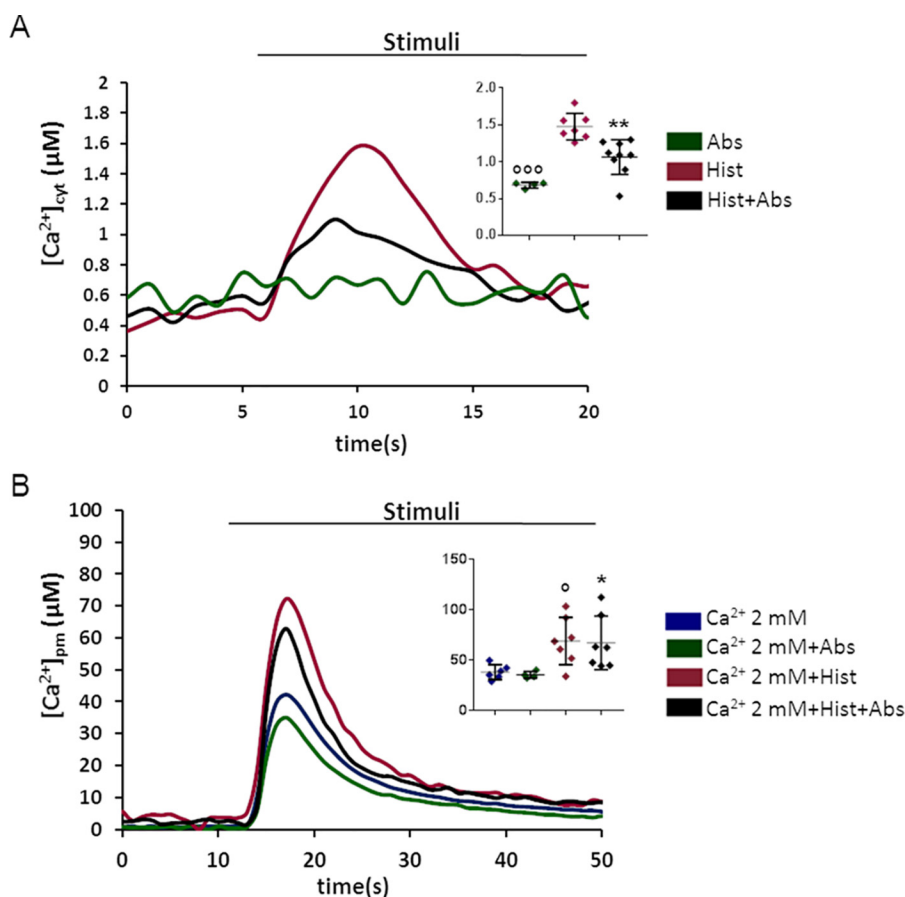 A
Stimuli
[Ca²⁺]cyt (µM)
2
1.8
1.6
1.4
1.2
1
0.8
0.6
0.4
0.2
0
0 5 10 15 20
time(s)
2.0
1.5
1.0
0.5
0.0
°°°
**
Abs
Hist
Hist+Abs
B
Stimuli
[Ca²⁺]pm (µM)
100
90
80
70
60
50
40
30
20
10
0
0 10 20 30 40 50
time(s)
150
100
50
0
°
*
Ca²⁺ 2 mM
Ca²⁺ 2 mM+Abs
Ca²⁺ 2 mM+Hist
Ca²⁺ 2 mM+Hist+Abs